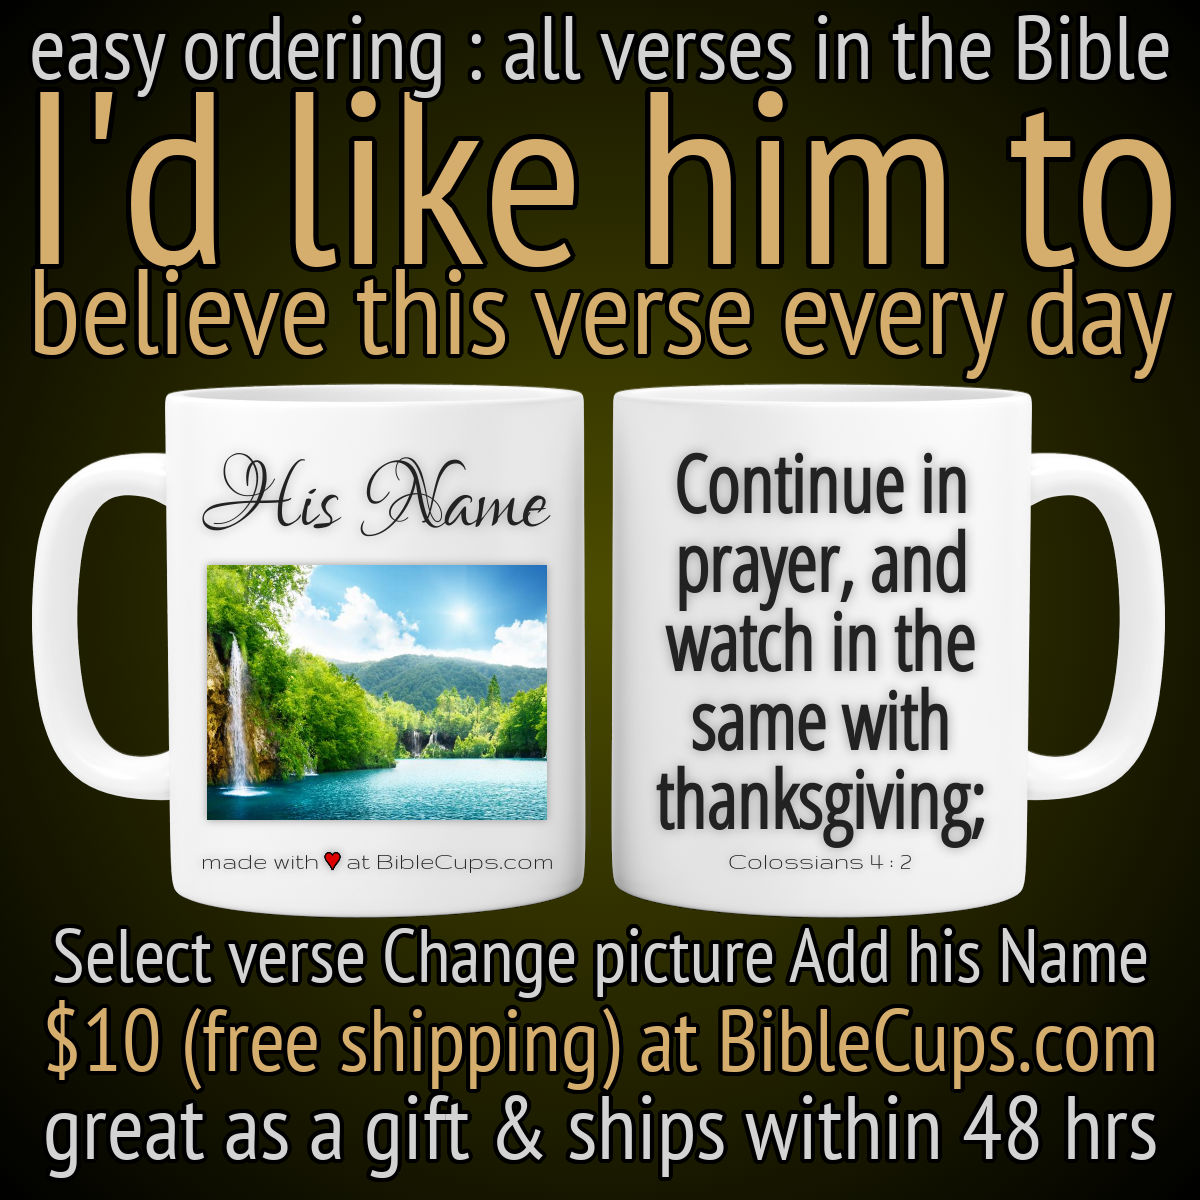 easy ordering : all verses in the Bible
I'd like him to
believe this verse every day
His Name
made with ❤ at BibleCups.com
Continue in
prayer, and
watch in the
same with
thanksgiving;
Colossians 4 : 2
Select verse Change picture Add his Name
$10 (free shipping) at BibleCups.com
great as a gift & ships within 48 hrs